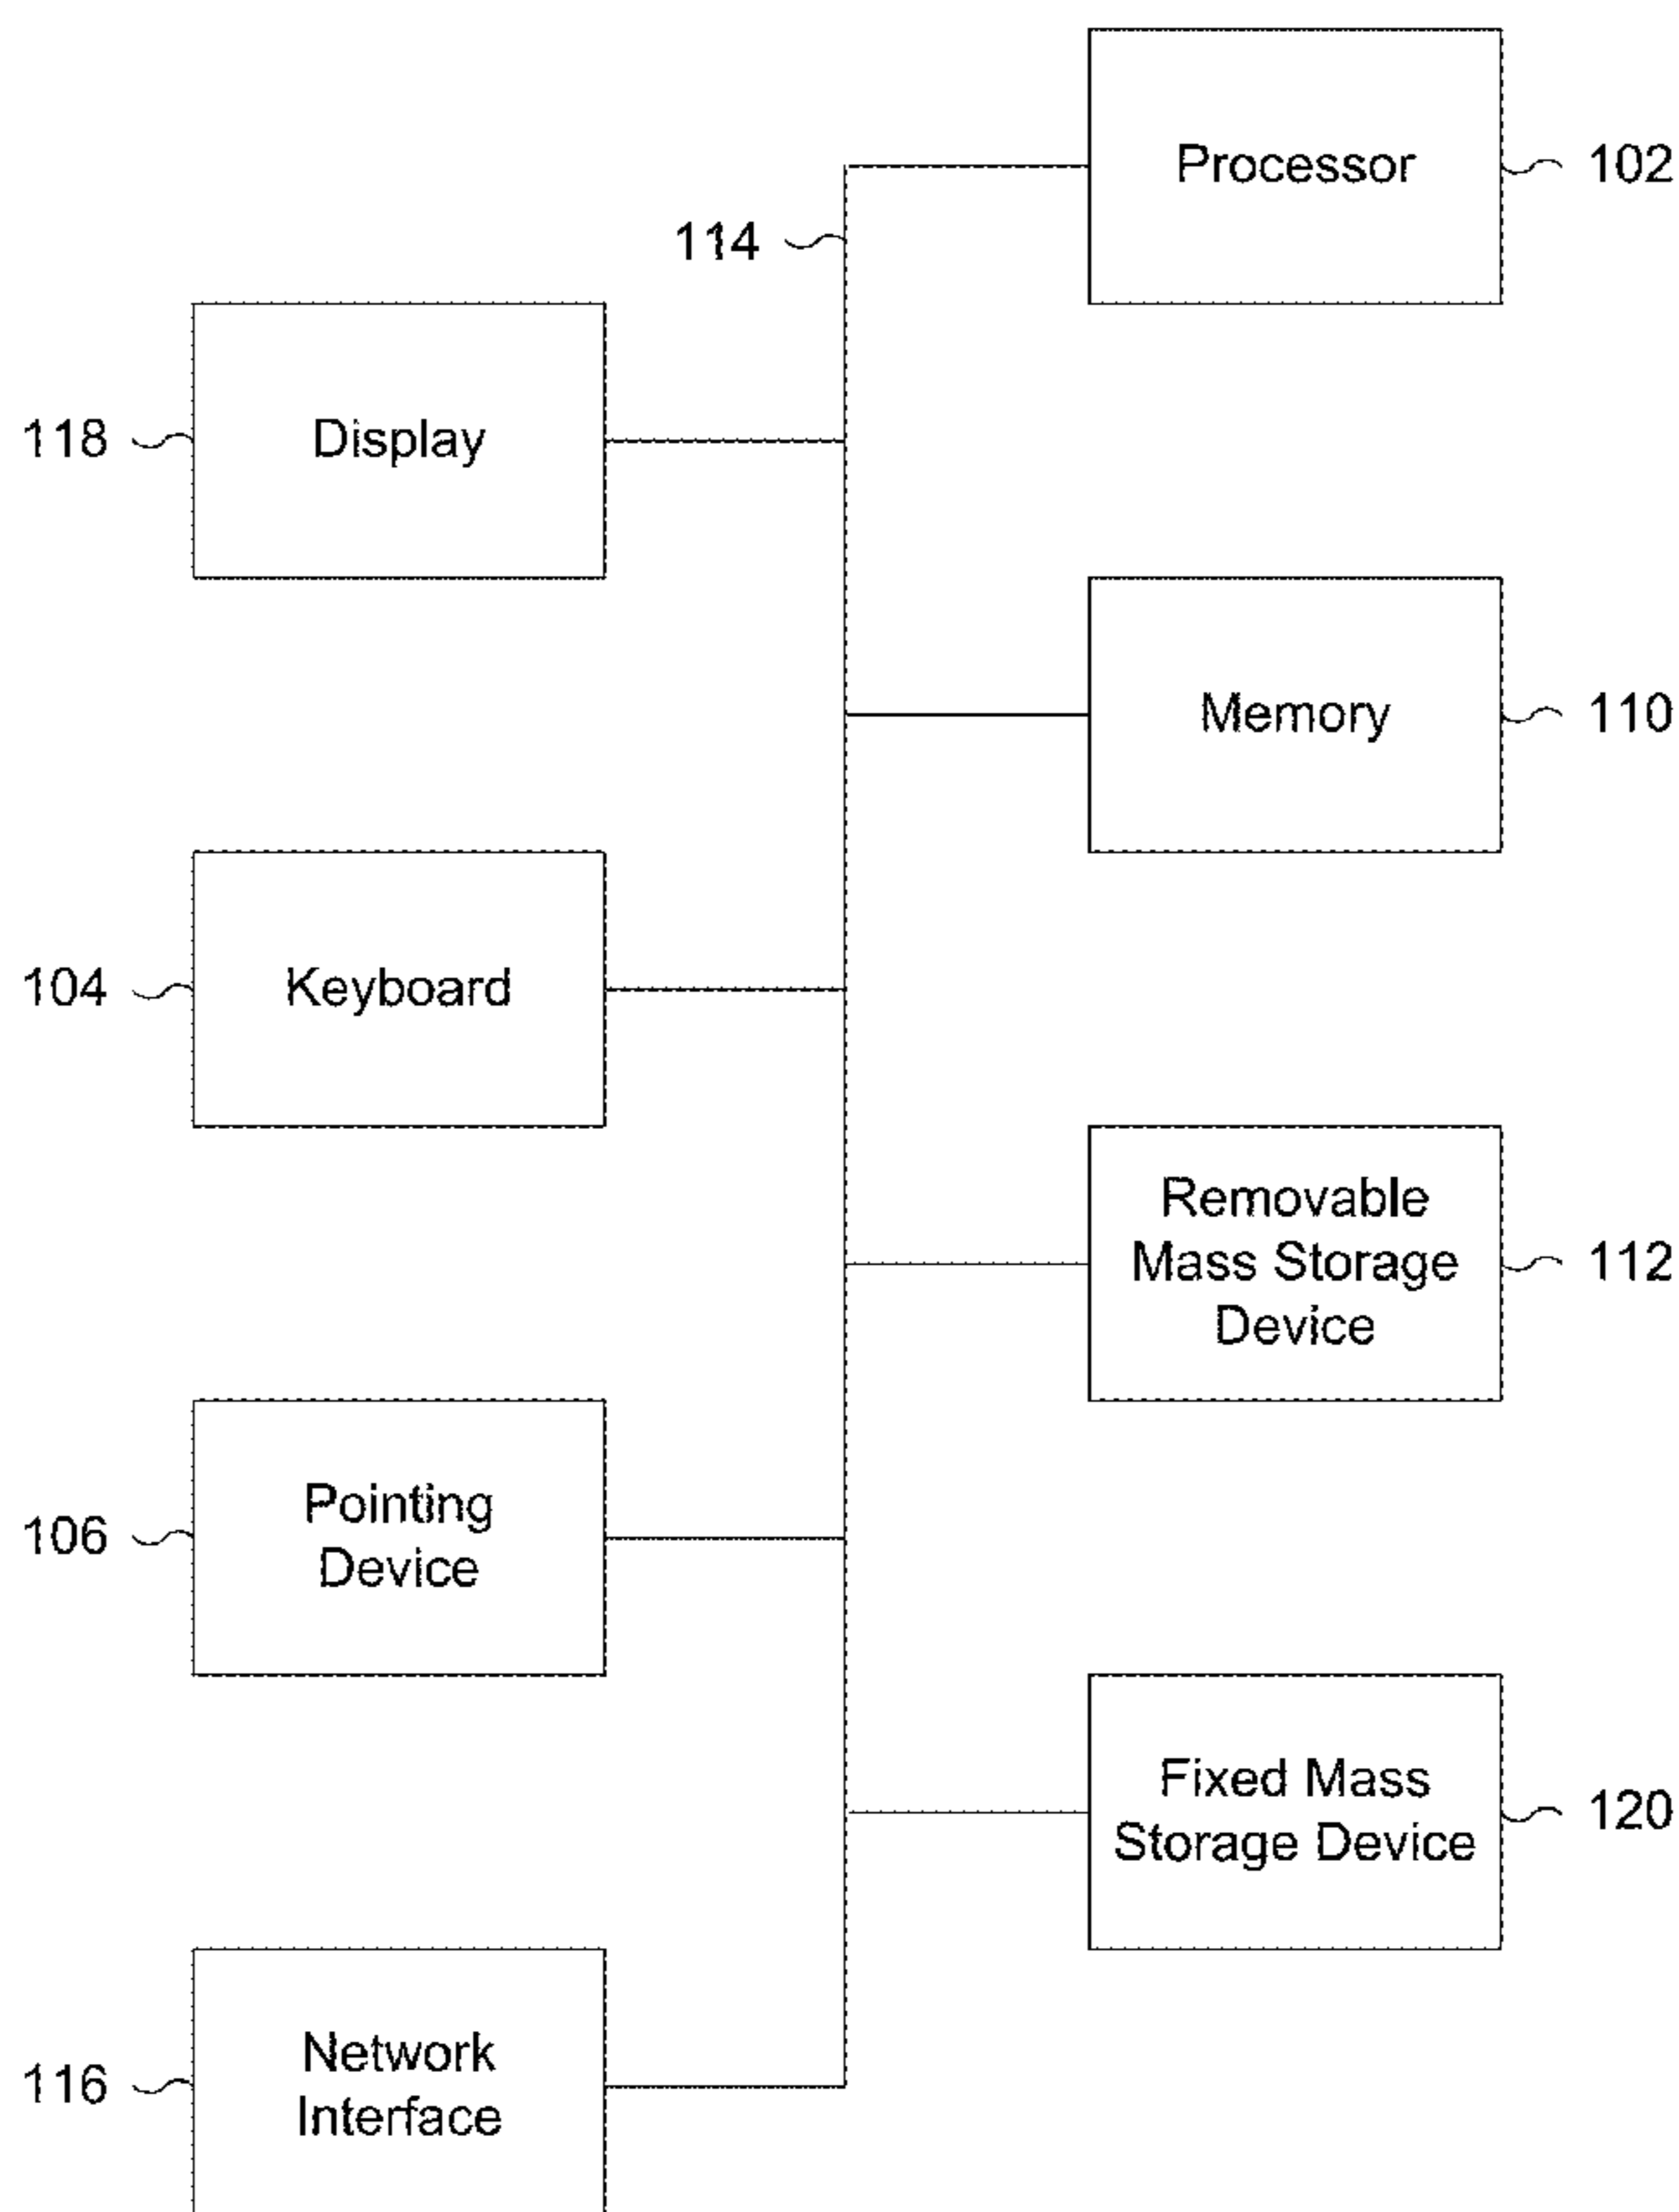 Processor
102
114
118
Display
Memory
110
104
Keyboard
Removable
Mass Storage
Device
112
106
Pointing
Device
Fixed Mass
Storage Device
120
116
Network
Interface